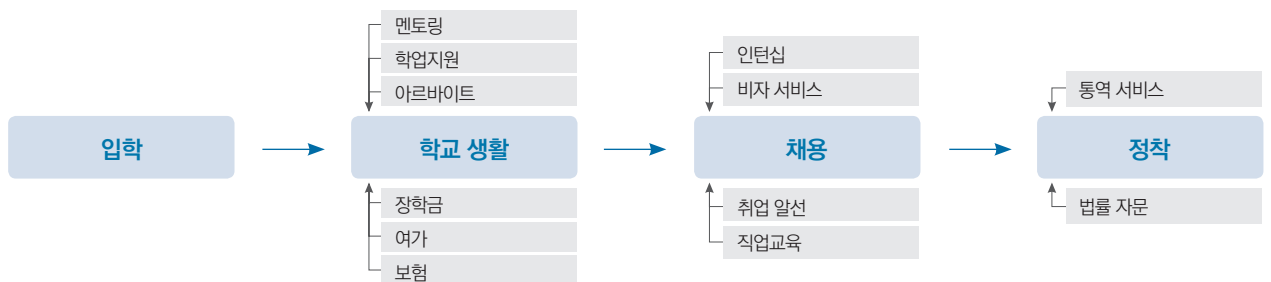 멘토링
학업지원
아르바이트
인턴십
비자 서비스
통역 서비스
입학
학교 생활
채용
정착
장학금
여가
보험
취업 알선
직업교육
법률 자문